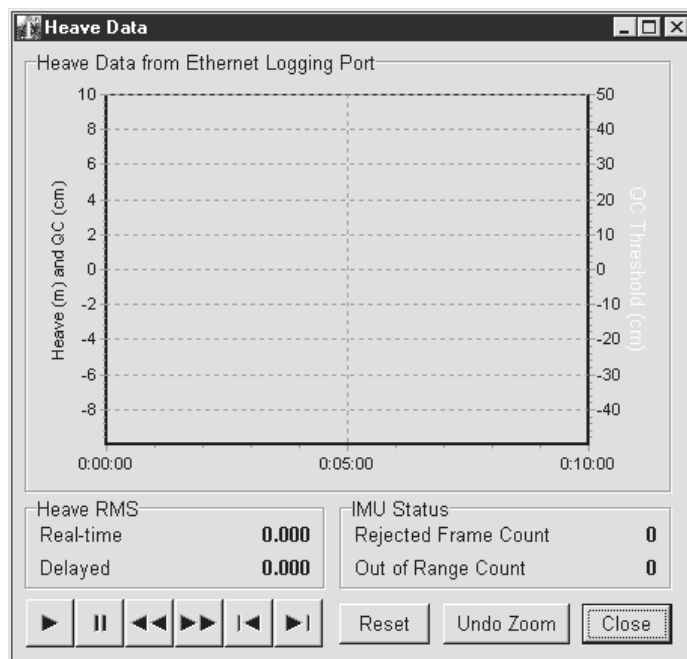 Heave Data
Heave Data from Ethernet Logging Port
Heave (m) and QC (cm)
10
8
6
4
2
0
-2
-4
-6
-8
50
40
30
20
10
0
-10
-20
-30
-40
QC Threshold (cm)
0:00:00 0:05:00 0:10:00
Heave RMS
Real-time 0.000
Delayed 0.000
IMU Status
Rejected Frame Count 0
Out of Range Count 0
Reset Undo Zoom Close